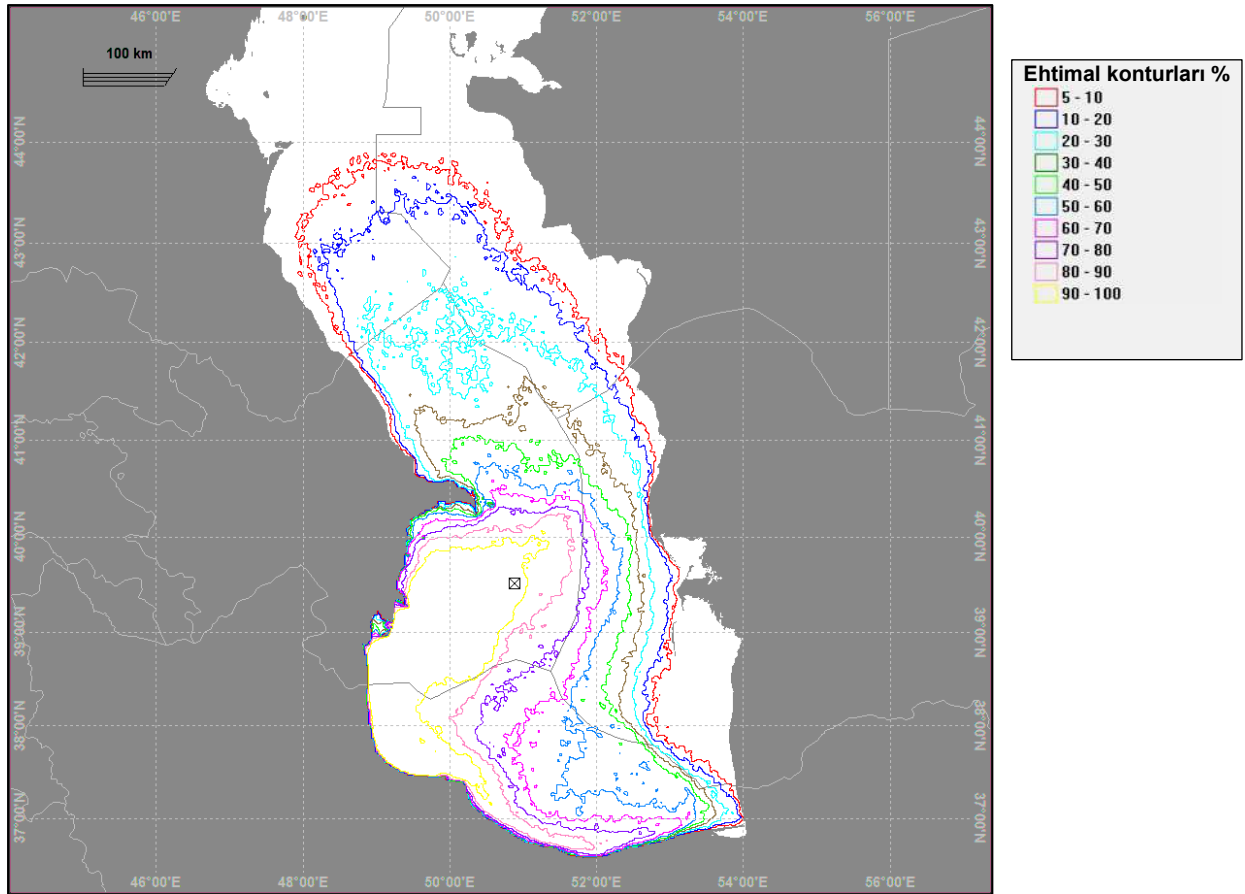 46°00'E 48°00'E 50°00'E 52°00'E 54°00'E 56°00'E
100 km
44°00'N 44°00'N
43°00'N 43°00'N
42°00'N 42°00'N
41°00'N 41°00'N
40°00'N 40°00'N
39°00'N 39°00'N
38°00'N 38°00'N
37°00'N 37°00'N
46°00'E 48°00'E 50°00'E 52°00'E 54°00'E 56°00'E
Ehtimal konturları %
5 - 10
10 - 20
20 - 30
30 - 40
40 - 50
50 - 60
60 - 70
70 - 80
80 - 90
90 - 100